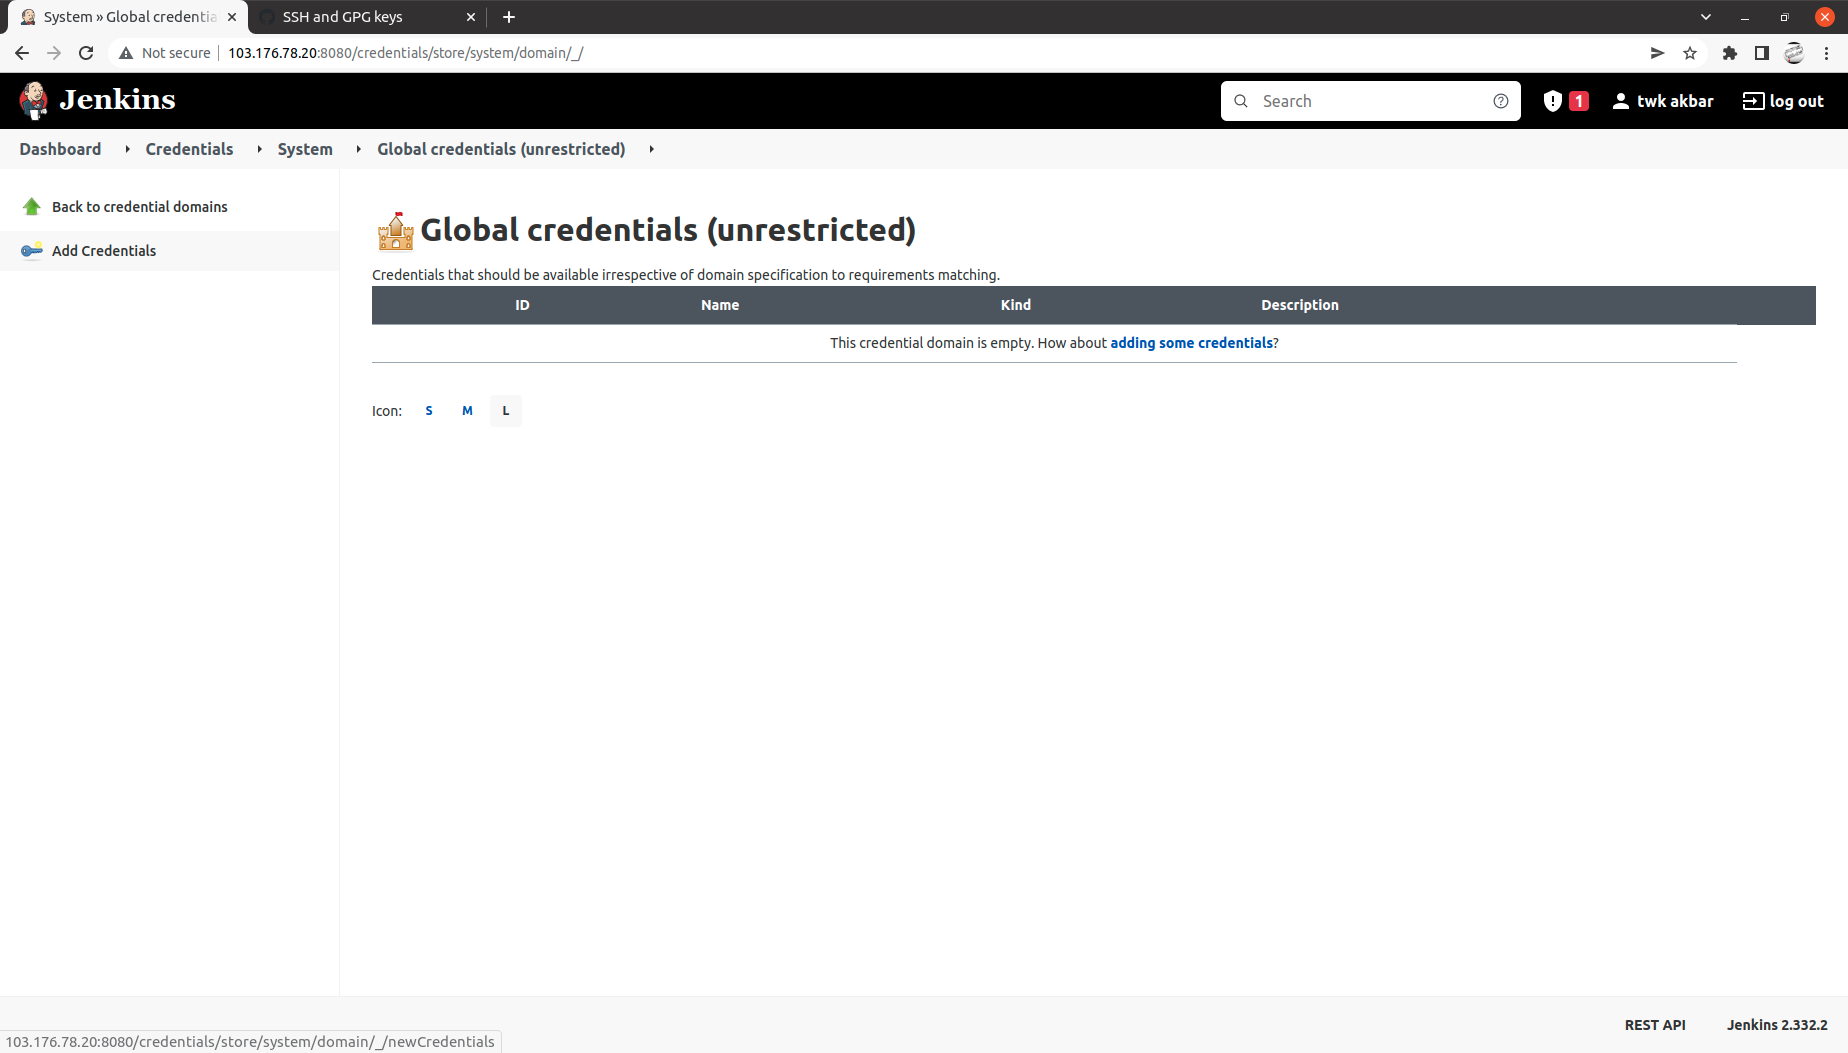 System » Global credentia
SSH and GPG keys
Not secure
103.176.78.20:8080/credentials/store/system/domain/_/
Jenkins
Search
1
twk akbar
log out
Dashboard
Credentials
System
Global credentials (unrestricted)
Back to credential domains
Add Credentials
Global credentials (unrestricted)
Credentials that should be available irrespective of domain specification to requirements matching.
ID Name Kind Description
This credential domain is empty. How about adding some credentials?
Icon: S M L
REST API Jenkins 2.332.2
103.176.78.20:8080/credentials/store/system/domain/_/newCredentials